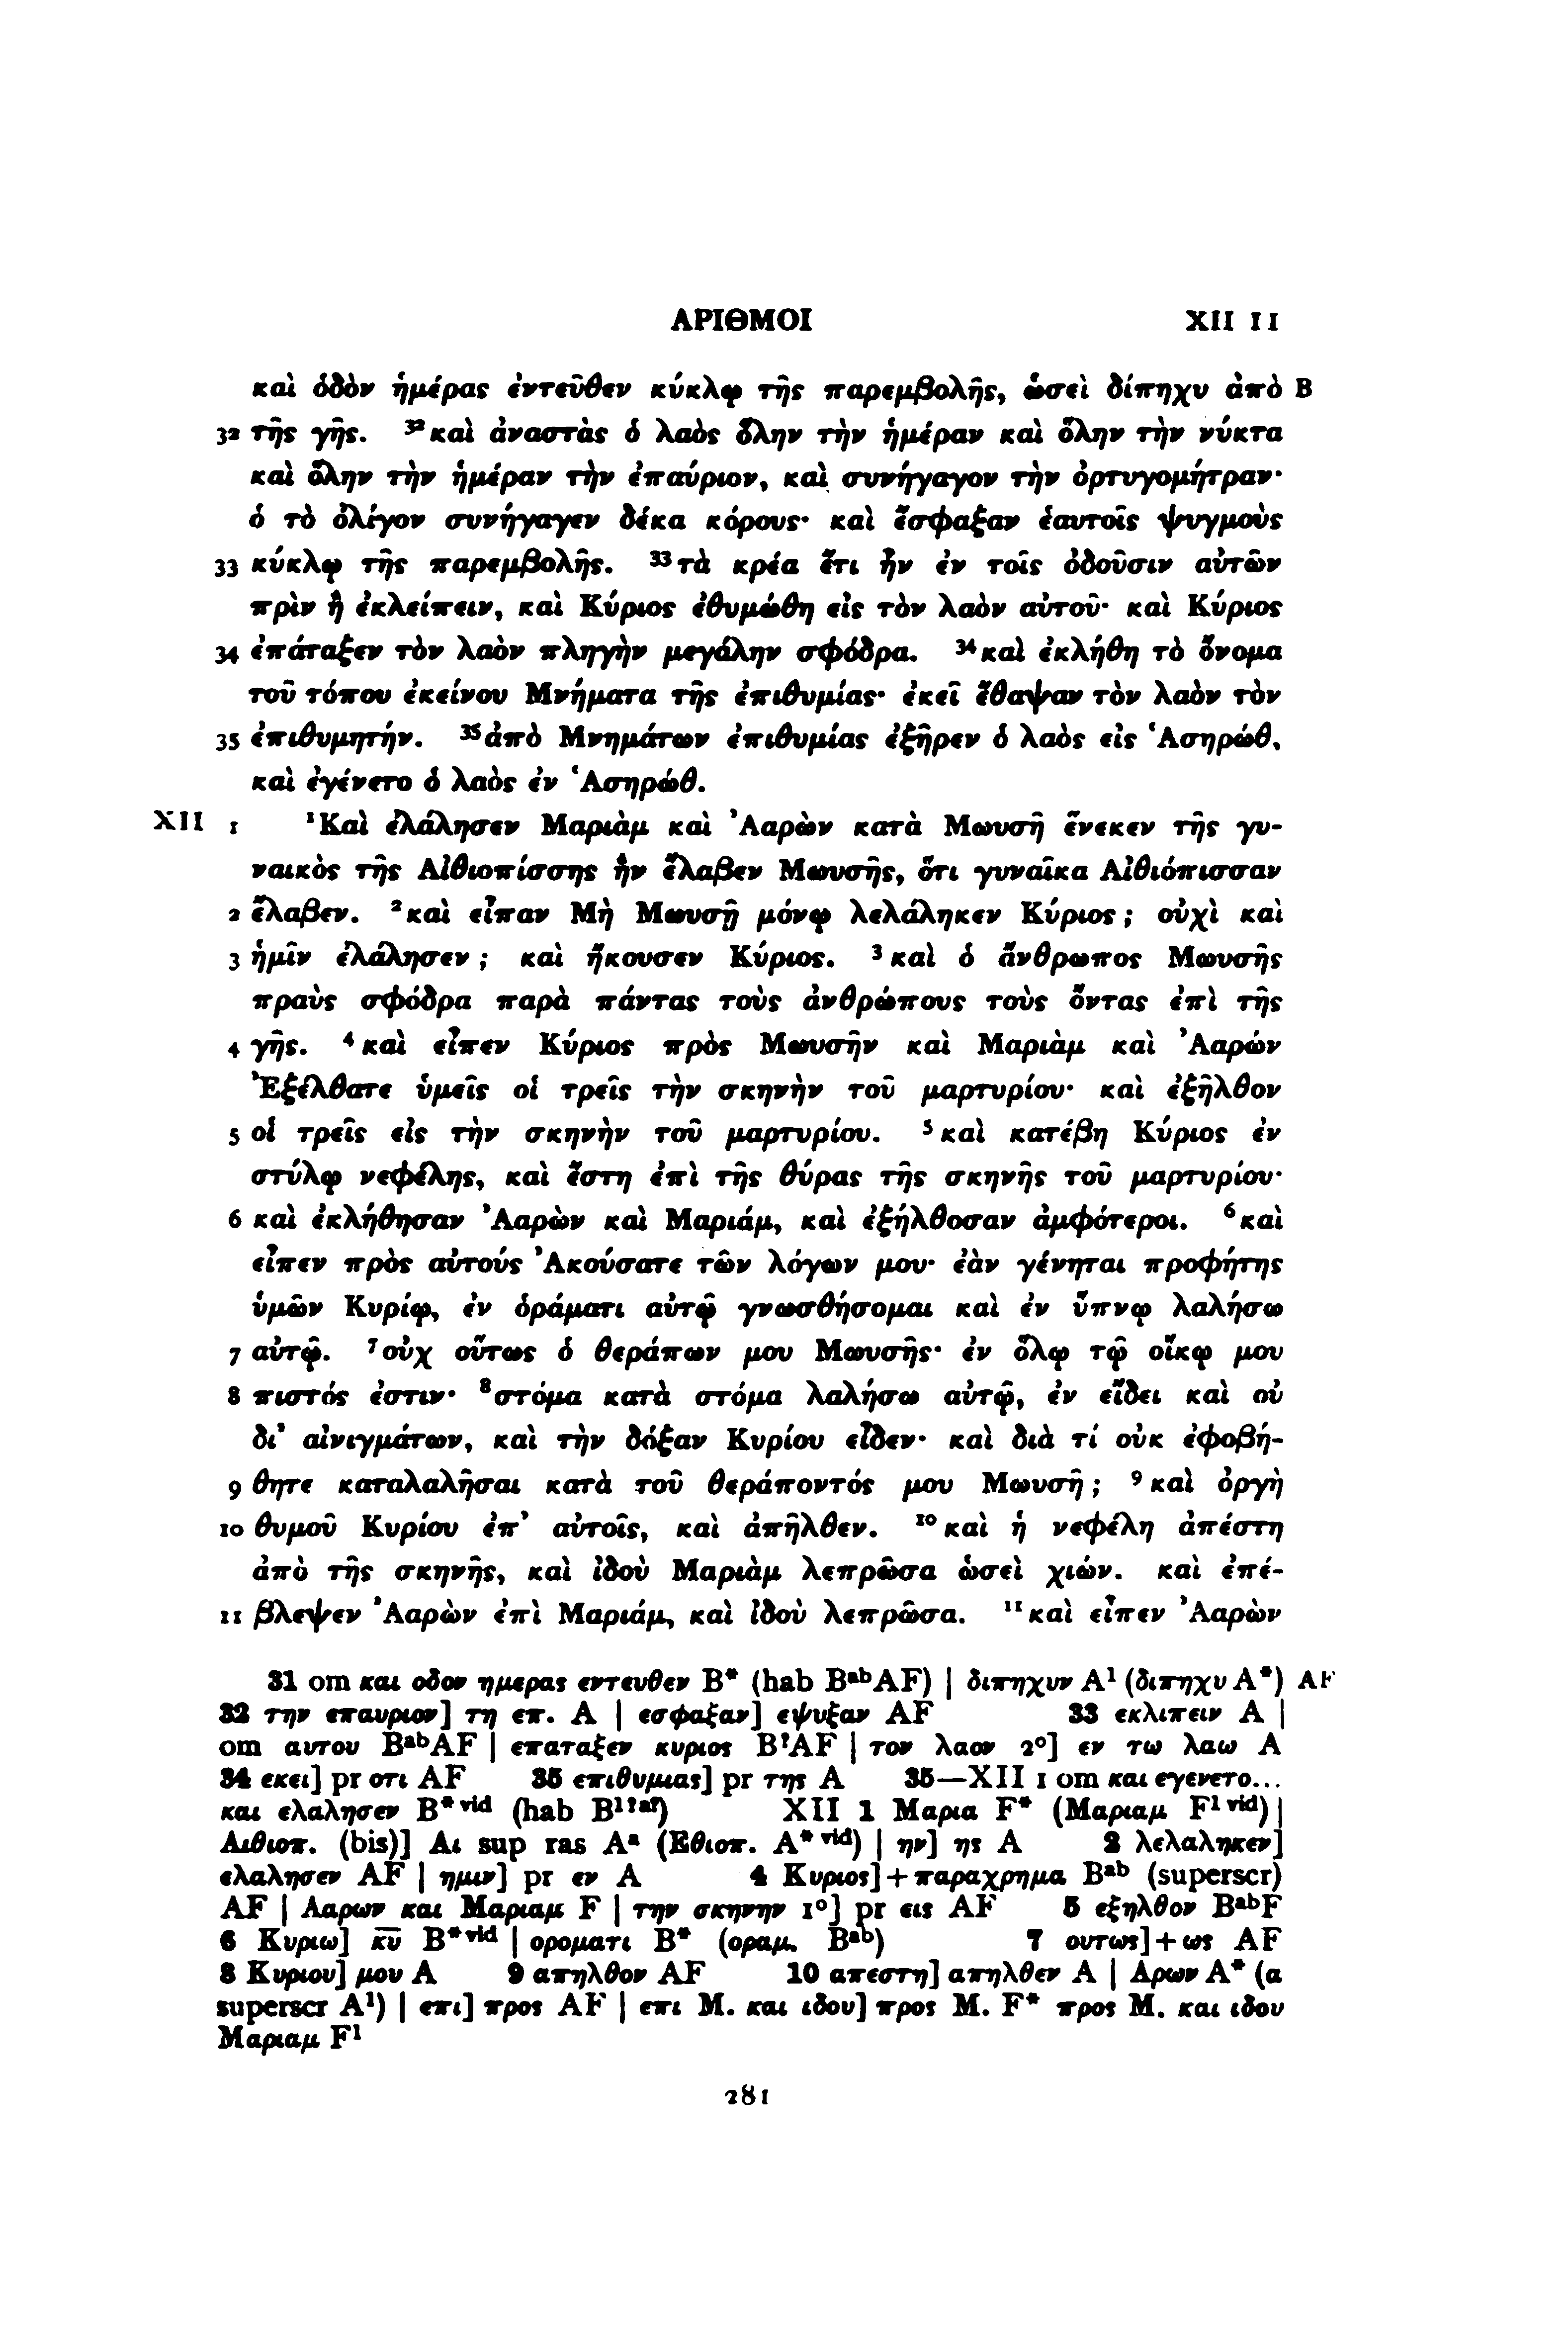 ΑΡΙΘΜΟΙ XII 11
καὶ ὁδὸν ἡμέρας ἐντεῦθεν κύκλῳ τῆς παρεμβολῆς, ὡσεὶ δίπηχυ ἀπὸ B
32 τῆς γῆς. ³²καὶ ἀναστὰς ὁ λαὸς ὅλην τὴν ἡμέραν καὶ ὅλην τὴν νύκτα
καὶ ὅλην τὴν ἡμέραν τὴν ἐπαύριον, καὶ συνήγαγον τὴν ὀρτυγομήτραν·
ὁ τὸ ὀλίγον συνήγαγεν δέκα κόρους· καὶ ἔσφαξαν ἑαυτοῖς ψυγμοὺς
33 κύκλῳ τῆς παρεμβολῆς. ³³τὰ κρέα ἔτι ἦν ἐν τοῖς ὀδοῦσιν αὐτῶν
πρὶν ἢ ἐκλείπειν, καὶ Κύριος ἐθυμώθη εἰς τὸν λαὸν αὐτοῦ· καὶ Κύριος
34 ἐπάταξεν τὸν λαὸν πληγὴν μεγάλην σφόδρα. ³⁴καὶ ἐκλήθη τὸ ὄνομα
τοῦ τόπου ἐκείνου Μνήματα τῆς ἐπιθυμίας· ἐκεῖ ἔθαψαν τὸν λαὸν τὸν
35 ἐπιθυμητήν. ³⁵ἀπὸ Μνημάτων ἐπιθυμίας ἐξῆρεν ὁ λαὸς εἰς Ἁσηρώθ,
καὶ ἐγένετο ὁ λαὸς ἐν Ἁσηρώθ.
XII 1 ¹Καὶ ἐλάλησεν Μαριὰμ καὶ Ἀαρὼν κατὰ Μωυσῆ ἕνεκεν τῆς γυ-
ναικὸς τῆς Αἰθιοπίσσης ἣν ἔλαβεν Μωυσῆς, ὅτι γυναῖκα Αἰθιόπισσαν
2 ἔλαβεν. ²καὶ εἶπαν Μὴ Μωυσῇ μόνῳ λελάληκεν Κύριος; οὐχὶ καὶ
3 ἡμῖν ἐλάλησεν; καὶ ἤκουσεν Κύριος. ³καὶ ὁ ἄνθρωπος Μωυσῆς
πραὺς σφόδρα παρὰ πάντας τοὺς ἀνθρώπους τοὺς ὄντας ἐπὶ τῆς
4 γῆς. ⁴καὶ εἶπεν Κύριος πρὸς Μωυσῆν καὶ Μαριὰμ καὶ Ἀαρών
Ἐξέλθατε ὑμεῖς οἱ τρεῖς τὴν σκηνὴν τοῦ μαρτυρίου· καὶ ἐξῆλθον
5 οἱ τρεῖς εἰς τὴν σκηνὴν τοῦ μαρτυρίου. ⁵καὶ κατέβη Κύριος ἐν
στύλῳ νεφέλης, καὶ ἔστη ἐπὶ τῆς θύρας τῆς σκηνῆς τοῦ μαρτυρίου·
6 καὶ ἐκλήθησαν Ἀαρὼν καὶ Μαριάμ, καὶ ἐξήλθοσαν ἀμφότεροι. ⁶καὶ
εἶπεν πρὸς αὐτούς Ἀκούσατε τῶν λόγων μου· ἐὰν γένηται προφήτης
ὑμῶν Κυρίῳ, ἐν ὁράματι αὐτῷ γνωσθήσομαι καὶ ἐν ὕπνῳ λαλήσω
7 αὐτῷ. ⁷οὐχ οὕτως ὁ θεράπων μου Μωυσῆς· ἐν ὅλῳ τῷ οἴκῳ μου
8 πιστός ἐστιν· ⁸στόμα κατὰ στόμα λαλήσω αὐτῷ, ἐν εἴδει καὶ οὐ
δι᾽ αἰνιγμάτων, καὶ τὴν δόξαν Κυρίου εἶδεν· καὶ διὰ τί οὐκ ἐφοβή-
9 θητε καταλαλῆσαι κατὰ τοῦ θεράποντός μου Μωυσῆ; ⁹καὶ ὀργὴ
10 θυμοῦ Κυρίου ἐπ᾽ αὐτοῖς, καὶ ἀπῆλθεν. ¹⁰καὶ ἡ νεφέλη ἀπέστη
ἀπὸ τῆς σκηνῆς, καὶ ἰδοὺ Μαριὰμ λεπρῶσα ὡσεὶ χιών. καὶ ἐπέ-
11 βλεψεν Ἀαρὼν ἐπὶ Μαριάμ, καὶ ἰδοὺ λεπρῶσα. ¹¹καὶ εἶπεν Ἀαρὼν
31 om και οδον ημερας εντευθεν B* (hab BᵃᵇAF) | διπηχυν A¹ (διπηχυ A*) AF
32 την επαυριον] τη επ. A | εσφαξαν] εψυξαν AF 33 εκλιπειν A |
om αυτου BᵃᵇAF | επαταξεν κυριος B?AF | τον λαον 2°] εν τω λαω A
34 εκει] pr οτι AF 35 επιθυμιας] pr της A 35—XII 1 om και εγενετο...
και ελαλησεν B*ᵛⁱᵈ (hab B¹?ᵃ?) XII 1 Μαρια F* (Μαριαμ F¹ᵛⁱᵈ) |
Αιθιοπ. (bis)] Αι sup ras Aᵃ (Εθιοπ. A*ᵛⁱᵈ) | ην] ης A 2 λελαληκεν]
ελαλησεν AF | ημιν] pr εν A 4 Κυριος]+παραχρημα Bᵃᵇ (superscr)
AF | Ααρων και Μαριαμ F | την σκηνην 1°] pr εις AF 5 εξηλθον BᵃᵇF
6 Κυριω] κ̅υ̅ B*ᵛⁱᵈ | οροματι B* (οραμ. Bᵃᵇ) 7 ουτως]+ως AF
8 Κυριου] μου A 9 απηλθον AF 10 απεστη] απηλθεν A | Αρων A* (α
superscr A¹) | επι] προς AF | επι Μ. και ιδου] προς Μ. F* προς Μ. και ιδου
Μαριαμ F¹
281